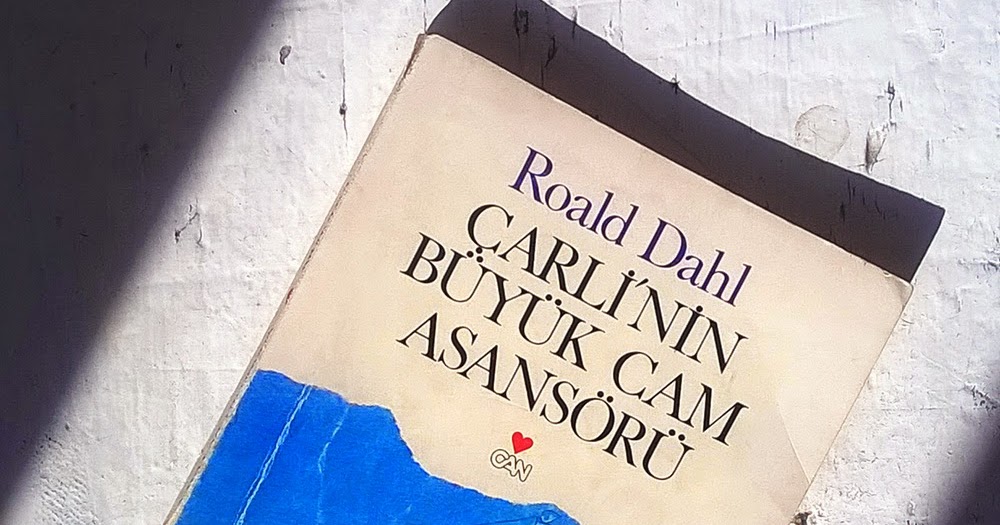 Roald Dahl
ÇARLİ'NİN
BÜYÜK CAM
ASANSÖRÜ
CAN